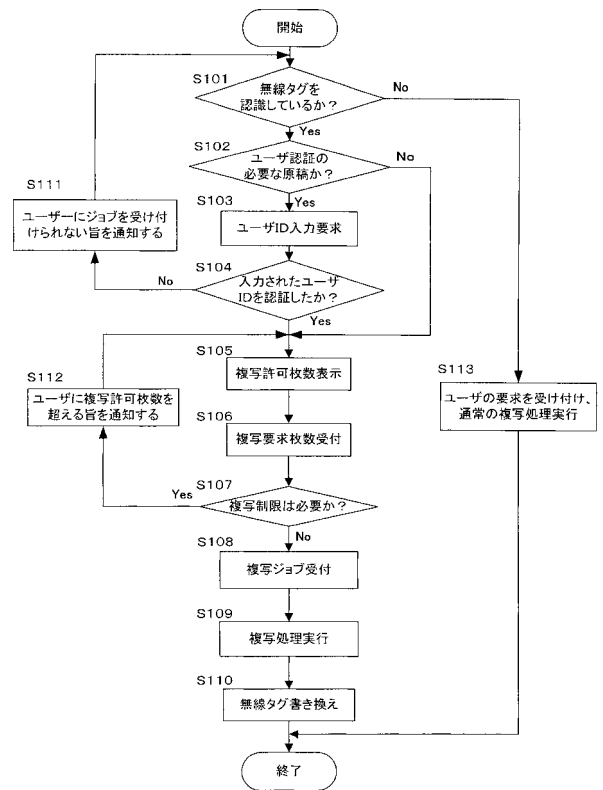 開始
S101
無線タグを
認識しているか？
No
Yes
S102
ユーザ認証の
必要な原稿か？
No
Yes
S111
ユーザーにジョブを受け付
けられない旨を通知する
S103
ユーザID入力要求
S104
入力されたユーザ
IDを認証したか？
No
Yes
S105
複写許可枚数表示
S112
ユーザに複写許可枚数を
超える旨を通知する
S113
ユーザの要求を受け付け、
通常の複写処理実行
S106
複写要求枚数受付
S107
複写制限は必要か？
Yes
No
S108
複写ジョブ受付
S109
複写処理実行
S110
無線タグ書き換え
終了